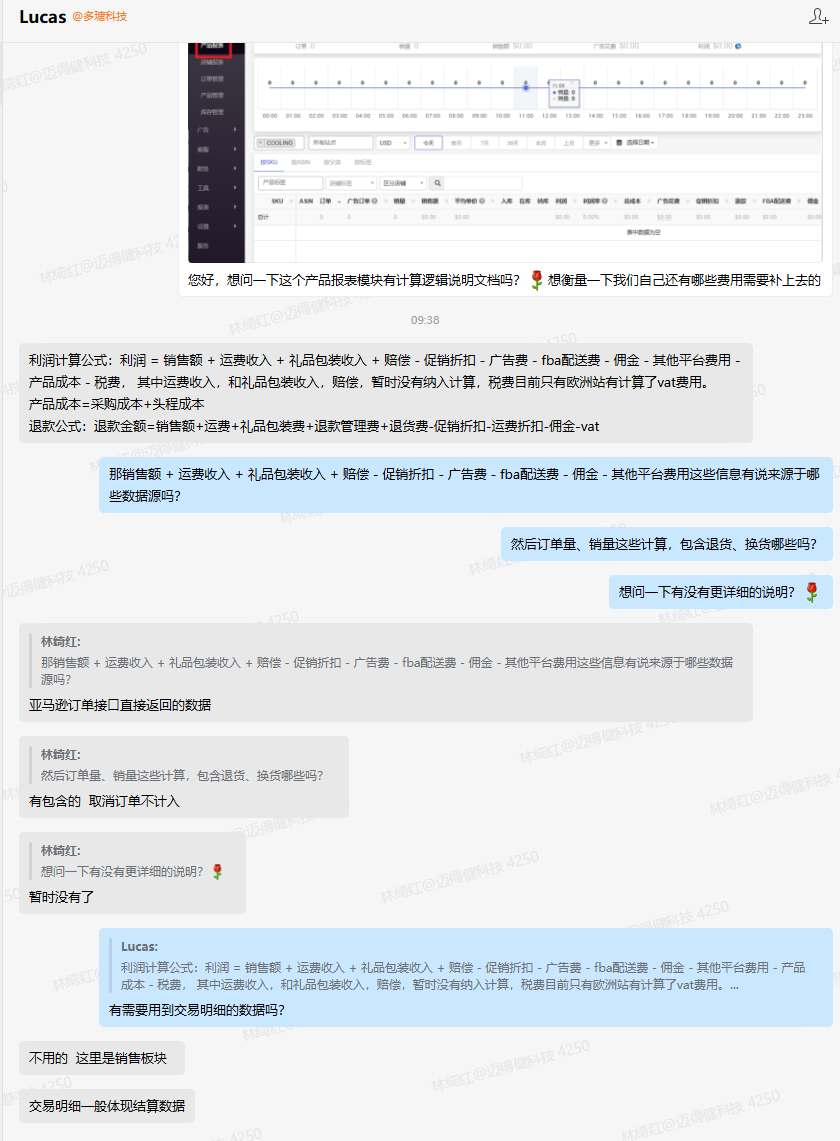 Lucas @多瑭科技
产品报表
店铺报表
订单管理
产品管理
库存管理
广告
客服
财务
工具
报表
设置
服务
订单 0 销量 0 销售额 $0.00 广告花费 $0.00 利润 $0.00
0 0 0 0 0 0 0 0 0 0 0 0 0 0 0 0 0 0 0 0 0 0 0
11:00
销量: 0
00:00 01:00 02:00 03:00 04:00 05:00 06:00 07:00 08:00 09:00 10:00 11:00 12:00 13:00 14:00 15:00 16:00 17:00 18:00 19:00 20:00 21:00 22:00 23:00
COOLING 所有站点 USD 今天 昨天 7天 30天 本月 上月 更多 选择日期
按SKU 按ASIN 按父体 按标签
产品标签 店铺标签 区分店铺
SKU ASIN 订单 广告订单 销量 销售额 平均单价 入库 在库 缺库 利润 利润率 总成本 广告花费 促销折扣 退款 FBA配送费 佣金
总计 0 0 0 $0.00 $0.00 $0.00 0.00% $0.00 $0.00 $0.00 $0.00 $0.00 $0.00
表中数据为空
您好，想问一下这个产品报表模块有计算逻辑说明文档吗？🌹想衡量一下我们自己还有哪些费用需要补上去的
09:38
利润计算公式：利润 = 销售额 + 运费收入 + 礼品包装收入 + 赔偿 - 促销折扣 - 广告费 - fba配送费 - 佣金 - 其他平台费用 -
产品成本 - 税费， 其中运费收入，和礼品包装收入，赔偿，暂时没有纳入计算，税费目前只有欧洲站有计算了vat费用。
产品成本=采购成本+头程成本
退款公式：退款金额=销售额+运费+礼品包装费+退款管理费+退货费-促销折扣-运费折扣-佣金-vat
那销售额 + 运费收入 + 礼品包装收入 + 赔偿 - 促销折扣 - 广告费 - fba配送费 - 佣金 - 其他平台费用这些信息有说来源于哪
些数据源吗?
然后订单量、销量这些计算，包含退货、换货哪些吗?
想问一下有没有更详细的说明？🌹
林绮红:
那销售额 + 运费收入 + 礼品包装收入 + 赔偿 - 促销折扣 - 广告费 - fba配送费 - 佣金 - 其他平台费用这些信息有说来源于哪些数据
源吗?
亚马逊订单接口直接返回的数据
林绮红:
然后订单量、销量这些计算，包含退货、换货哪些吗?
有包含的 取消订单不计入
林绮红:
想问一下有没有更详细的说明？🌹
暂时没有了
Lucas:
利润计算公式：利润 = 销售额 + 运费收入 + 礼品包装收入 + 赔偿 - 促销折扣 - 广告费 - fba配送费 - 佣金 - 其他平台费用 - 产品
成本 - 税费， 其中运费收入，和礼品包装收入，赔偿，暂时没有纳入计算，税费目前只有欧洲站有计算了vat费用。...
有需要用到交易明细的数据吗?
不用的 这里是销售板块
交易明细一般体现结算数据
林绮红@迈得健科技 4250